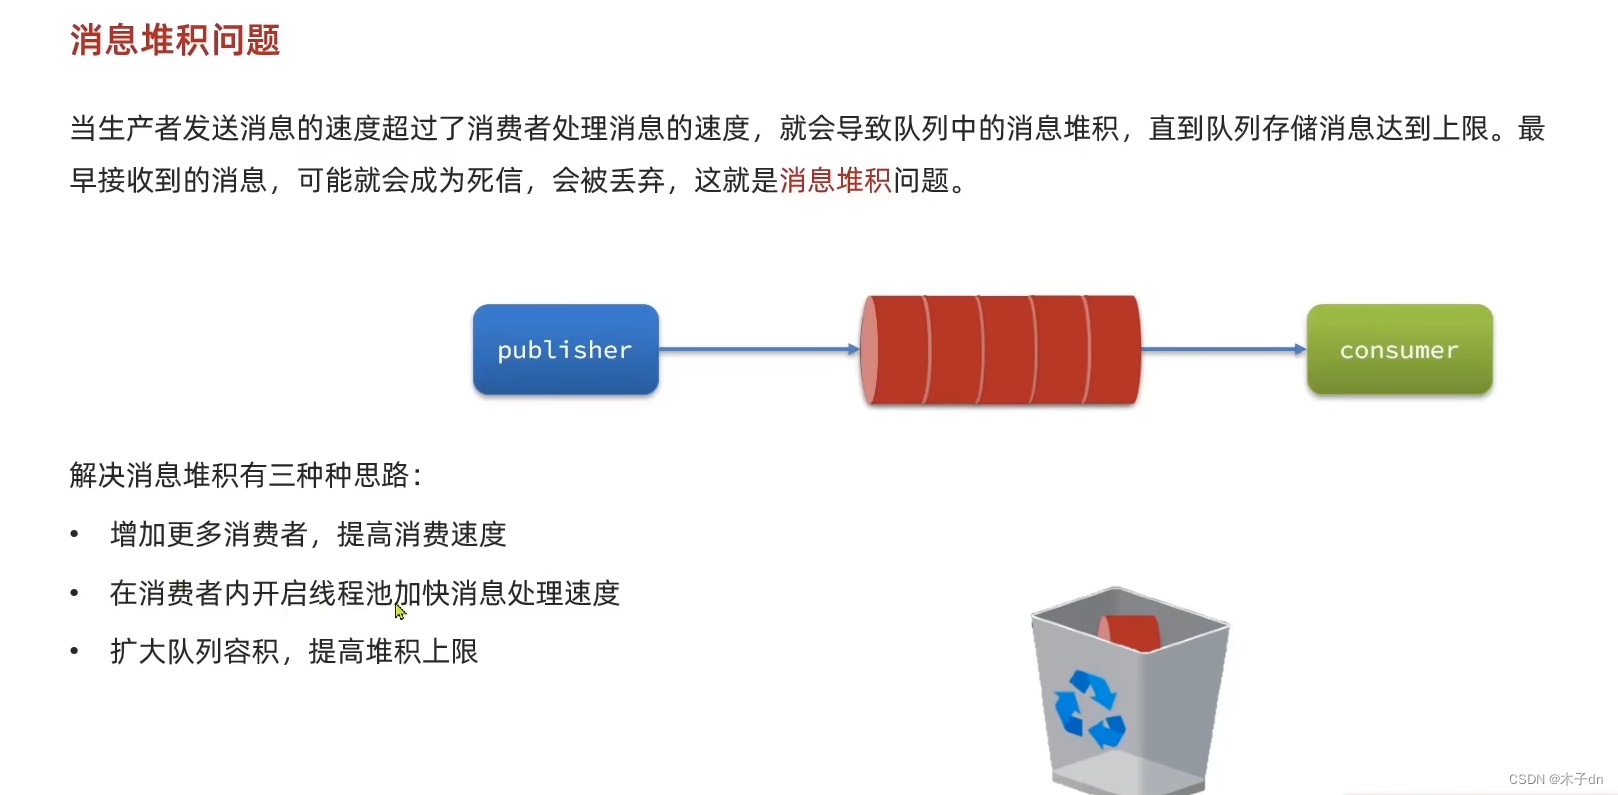 消息堆积问题
当生产者发送消息的速度超过了消费者处理消息的速度，就会导致队列中的消息堆积，直到队列存储消息达到上限。最
早接收到的消息，可能就会成为死信，会被丢弃，这就是消息堆积问题。
publisher
consumer
解决消息堆积有三种种思路：
• 增加更多消费者，提高消费速度
• 在消费者内开启线程池加快消息处理速度
• 扩大队列容积，提高堆积上限
CSDN @木子dn